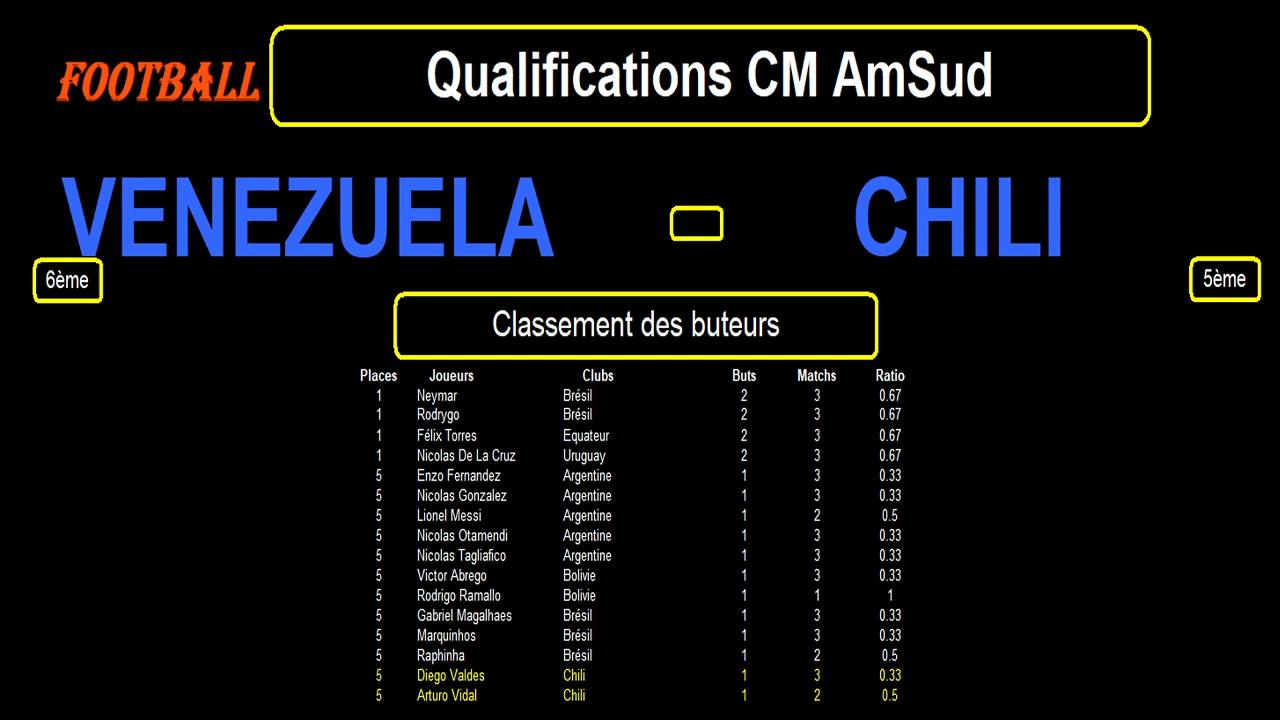 FOOTBALL
Qualifications CM AmSud
VENEZUELA CHILI
6ème 5ème
Classement des buteurs
Places Joueurs Clubs Buts Matchs Ratio
1 Neymar Brésil 2 3 0.67
1 Rodrygo Brésil 2 3 0.67
1 Félix Torres Equateur 2 3 0.67
1 Nicolas De La Cruz Uruguay 2 3 0.67
5 Enzo Fernandez Argentine 1 3 0.33
5 Nicolas Gonzalez Argentine 1 3 0.33
5 Lionel Messi Argentine 1 2 0.5
5 Nicolas Otamendi Argentine 1 3 0.33
5 Nicolas Tagliafico Argentine 1 3 0.33
5 Victor Abrego Bolivie 1 3 0.33
5 Rodrigo Ramallo Bolivie 1 1 1
5 Gabriel Magalhaes Brésil 1 3 0.33
5 Marquinhos Brésil 1 3 0.33
5 Raphinha Brésil 1 2 0.5
5 Diego Valdes Chili 1 3 0.33
5 Arturo Vidal Chili 1 2 0.5